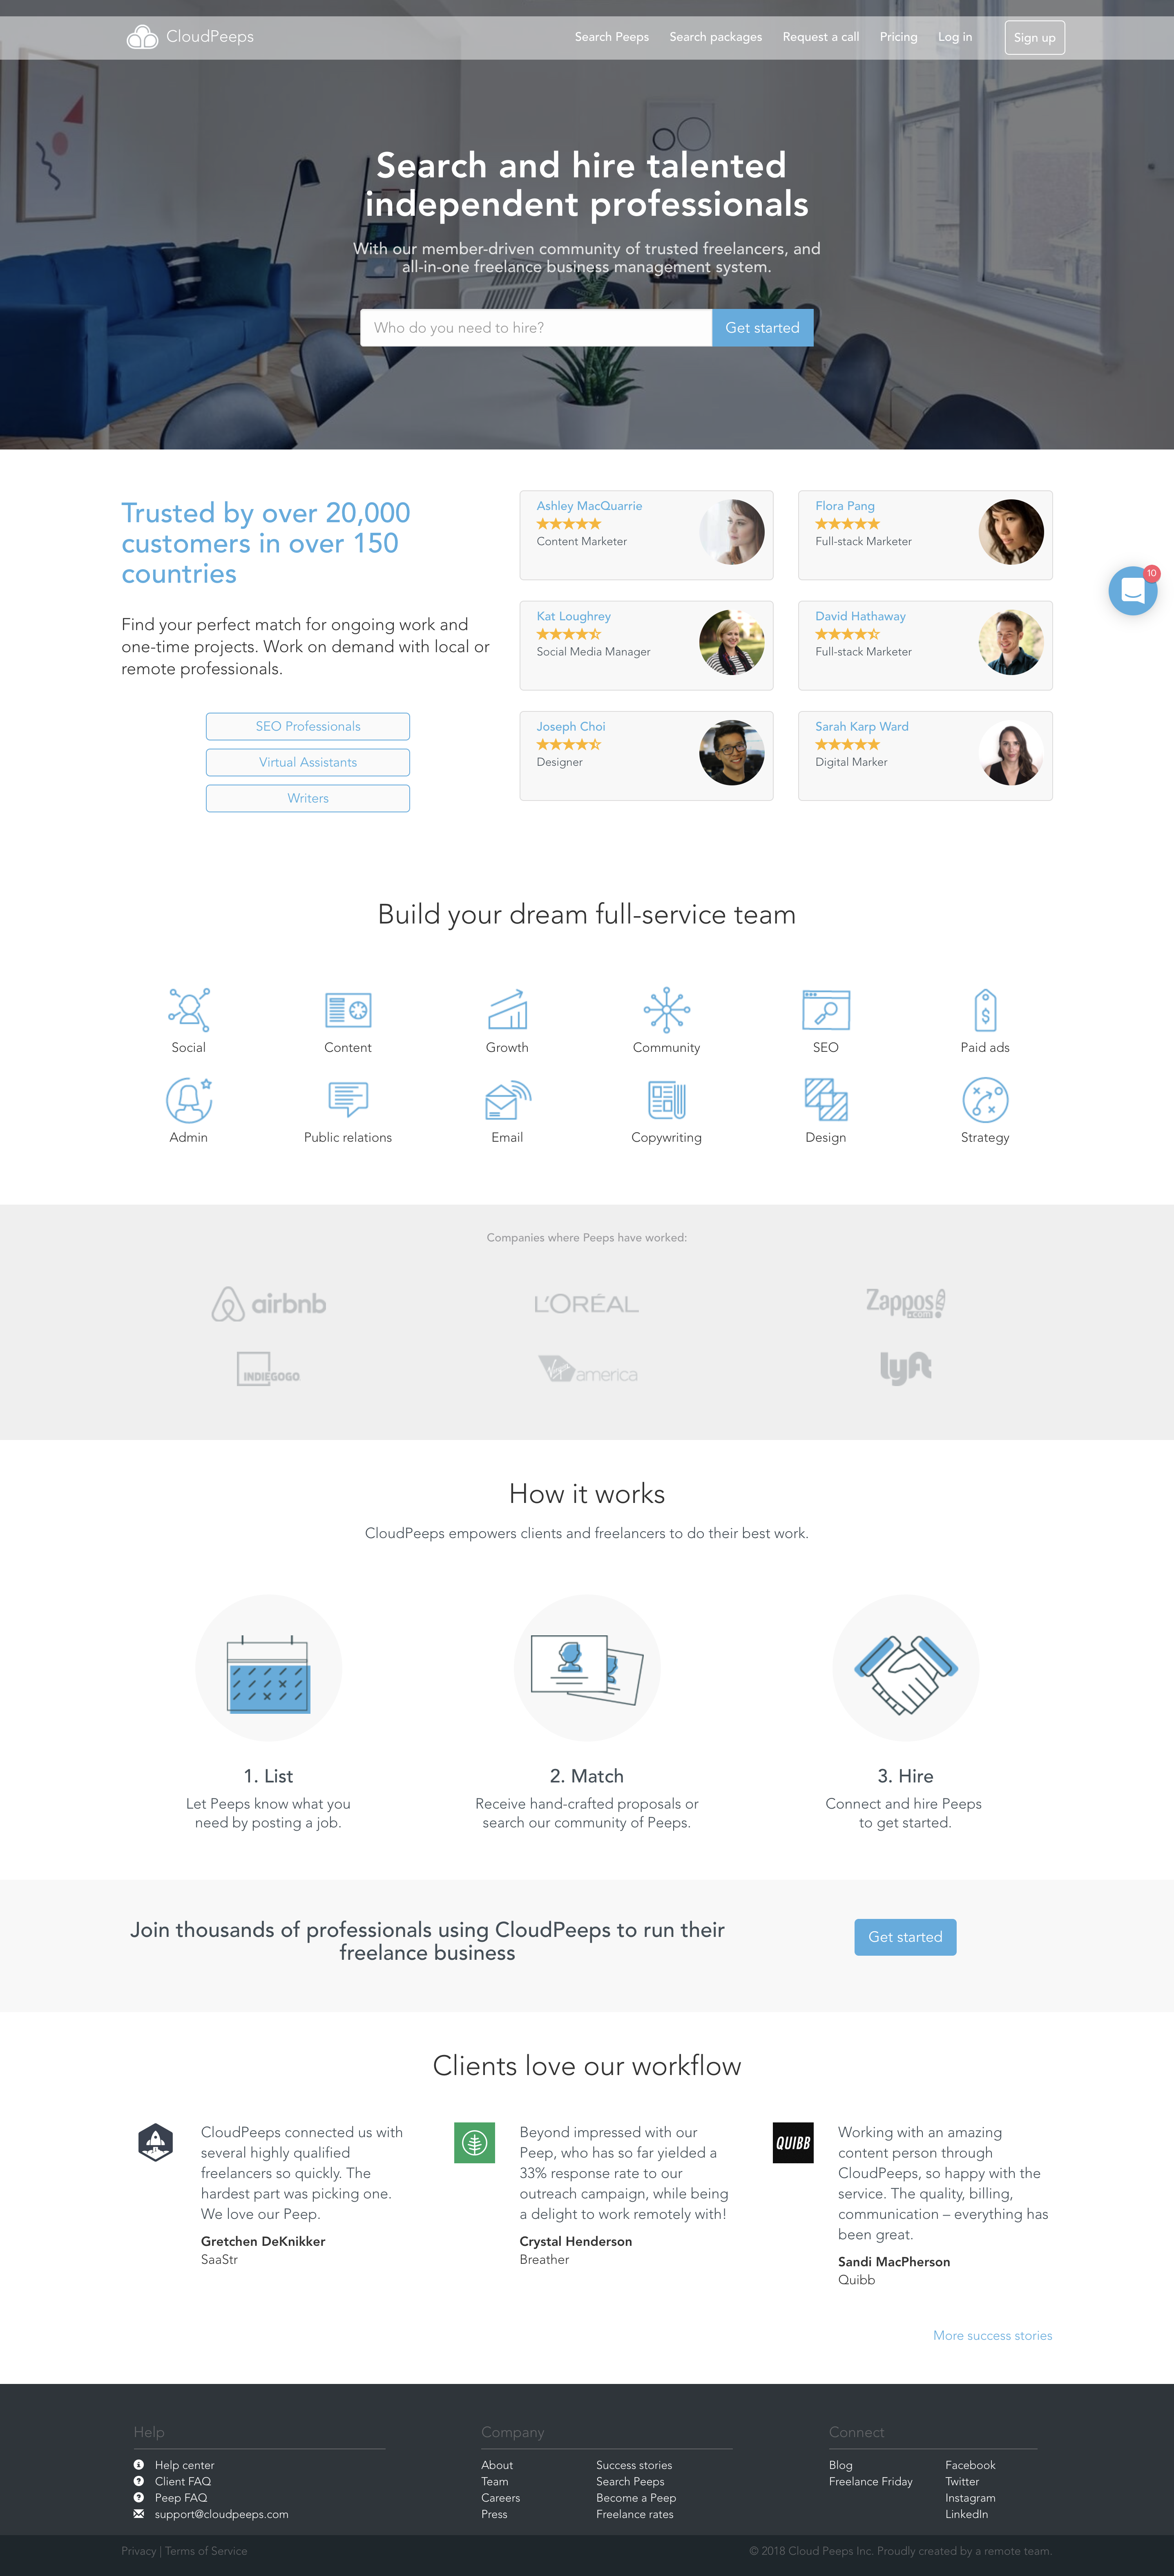 CloudPeeps
Search Peeps
Search packages
Request a call
Pricing
Log in
Sign up
Search and hire talented
independent professionals
With our member-driven community of trusted freelancers, and
all-in-one freelance business management system.
Who do you need to hire?
Get started
Trusted by over 20,000
customers in over 150
countries
Find your perfect match for ongoing work and
one-time projects. Work on demand with local or
remote professionals.
SEO Professionals
Virtual Assistants
Writers
Ashley MacQuarrie
Content Marketer
Flora Pang
Full-stack Marketer
Kat Loughrey
Social Media Manager
David Hathaway
Full-stack Marketer
Joseph Choi
Designer
Sarah Karp Ward
Digital Marker
10
Build your dream full-service team
Social
Content
Growth
Community
SEO
Paid ads
Admin
Public relations
Email
Copywriting
Design
Strategy
Companies where Peeps have worked:
airbnb
L'ORÉAL
Zappos!
.com
INDIEGOGO
Virgin america
lyft
How it works
CloudPeeps empowers clients and freelancers to do their best work.
1. List
Let Peeps know what you
need by posting a job.
2. Match
Receive hand-crafted proposals or
search our community of Peeps.
3. Hire
Connect and hire Peeps
to get started.
Join thousands of professionals using CloudPeeps to run their
freelance business
Get started
Clients love our workflow
CloudPeeps connected us with
several highly qualified
freelancers so quickly. The
hardest part was picking one.
We love our Peep.
Gretchen DeKnikker
SaaStr
Beyond impressed with our
Peep, who has so far yielded a
33% response rate to our
outreach campaign, while being
a delight to work remotely with!
Crystal Henderson
Breather
QUIBB
Working with an amazing
content person through
CloudPeeps, so happy with the
service. The quality, billing,
communication – everything has
been great.
Sandi MacPherson
Quibb
More success stories
Help
Help center
Client FAQ
Peep FAQ
support@cloudpeeps.com
Company
About
Team
Careers
Press
Success stories
Search Peeps
Become a Peep
Freelance rates
Connect
Blog
Freelance Friday
Facebook
Twitter
Instagram
LinkedIn
Privacy | Terms of Service
© 2018 Cloud Peeps Inc. Proudly created by a remote team.